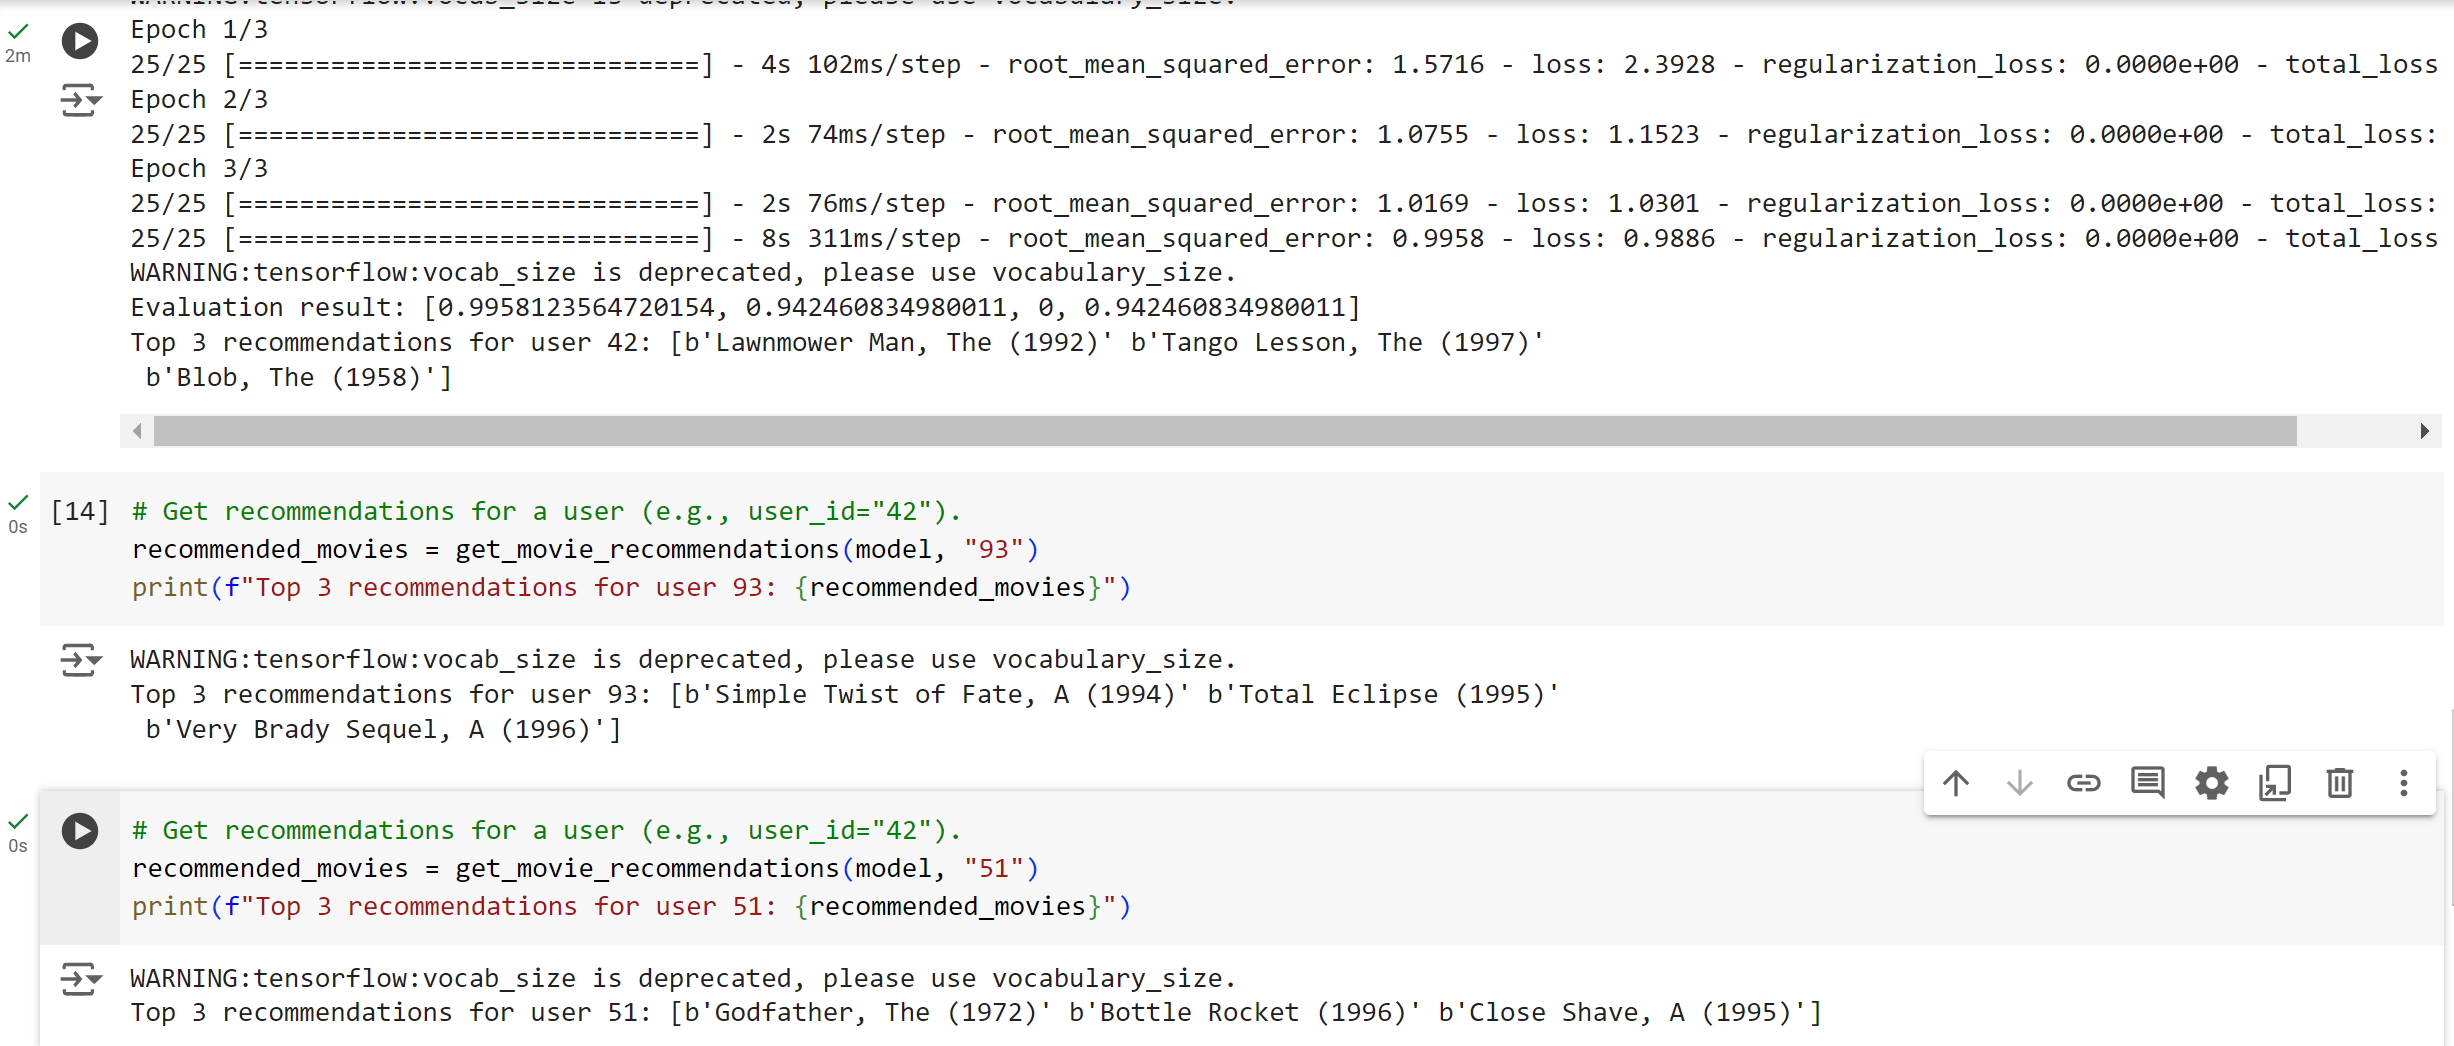 WARNING:tensorflow:vocab_size is deprecated, please use vocabulary_size.
Epoch 1/3
2m
25/25 [==============================] - 4s 102ms/step - root_mean_squared_error: 1.5716 - loss: 2.3928 - regularization_loss: 0.0000e+00 - total_loss
Epoch 2/3
25/25 [==============================] - 2s 74ms/step - root_mean_squared_error: 1.0755 - loss: 1.1523 - regularization_loss: 0.0000e+00 - total_loss:
Epoch 3/3
25/25 [==============================] - 2s 76ms/step - root_mean_squared_error: 1.0169 - loss: 1.0301 - regularization_loss: 0.0000e+00 - total_loss:
25/25 [==============================] - 8s 311ms/step - root_mean_squared_error: 0.9958 - loss: 0.9886 - regularization_loss: 0.0000e+00 - total_loss
WARNING:tensorflow:vocab_size is deprecated, please use vocabulary_size.
Evaluation result: [0.9958123564720154, 0.942460834980011, 0, 0.942460834980011]
Top 3 recommendations for user 42: [b'Lawnmower Man, The (1992)' b'Tango Lesson, The (1997)'
 b'Blob, The (1958)']
[14] # Get recommendations for a user (e.g., user_id="42").
0s
recommended_movies = get_movie_recommendations(model, "93")
print(f"Top 3 recommendations for user 93: {recommended_movies}")
WARNING:tensorflow:vocab_size is deprecated, please use vocabulary_size.
Top 3 recommendations for user 93: [b'Simple Twist of Fate, A (1994)' b'Total Eclipse (1995)'
 b'Very Brady Sequel, A (1996)']
# Get recommendations for a user (e.g., user_id="42").
0s
recommended_movies = get_movie_recommendations(model, "51")
print(f"Top 3 recommendations for user 51: {recommended_movies}")
WARNING:tensorflow:vocab_size is deprecated, please use vocabulary_size.
Top 3 recommendations for user 51: [b'Godfather, The (1972)' b'Bottle Rocket (1996)' b'Close Shave, A (1995)']